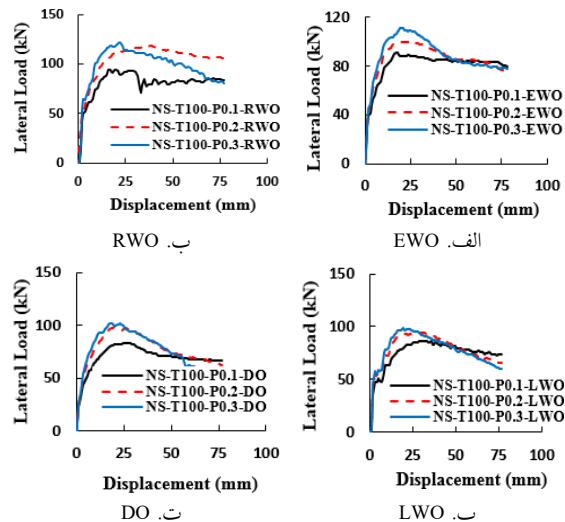 Lateral Load (kN)
150
100
50
0
NS-T100-P0.1-RWO
NS-T100-P0.2-RWO
NS-T100-P0.3-RWO
0 25 50 75 100
Displacement (mm)
ب. RWO
Lateral Load (kN)
120
80
40
0
NS-T100-P0.1-EWO
NS-T100-P0.2-EWO
NS-T100-P0.3-EWO
0 25 50 75 100
Displacement (mm)
الف. EWO
Lateral Load (kN)
150
100
50
0
NS-T100-P0.1-DO
NS-T100-P0.2-DO
NS-T100-P0.3-DO
0 25 50 75 100
Displacement (mm)
ت. DO
Lateral Load (kN)
150
100
50
0
NS-T100-P0.1-LWO
NS-T100-P0.2-LWO
NS-T100-P0.3-LWO
0 25 50 75 100
Displacement (mm)
پ. LWO